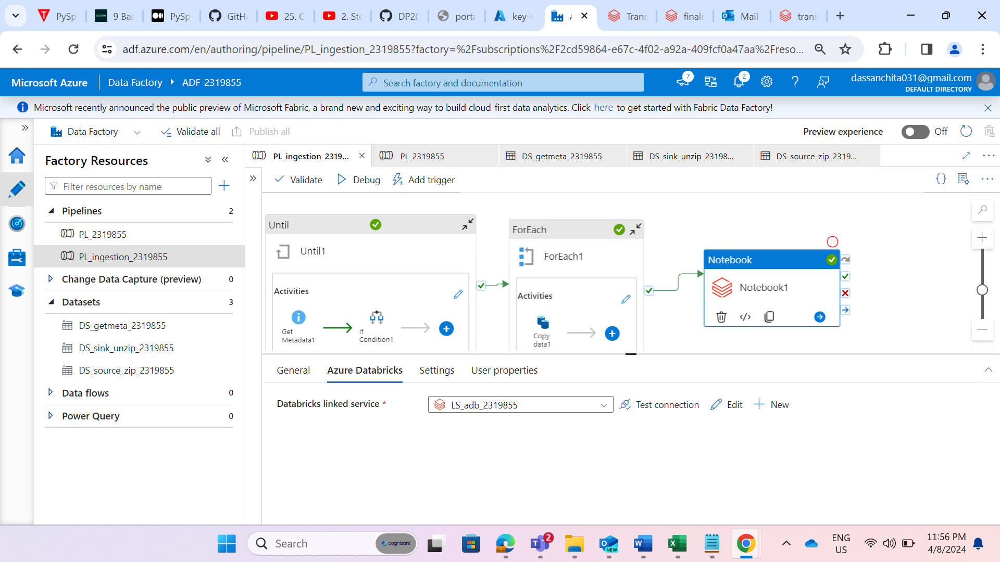 PySp
9 Bas
PySp
GitHu
25. C
2. Sto
DP20
porta
key-v
Trans
finaln
Mail
trans
adf.azure.com/en/authoring/pipeline/PL_ingestion_2319855?factory=%2Fsubscriptions%2F2cd59864-e67c-4f02-a92a-409fcf0a47aa%2Freso...
Microsoft Azure
Data Factory
ADF-2319855
Search factory and documentation
7
2
dassanchita031@gmail.com
DEFAULT DIRECTORY
Microsoft recently announced the public preview of Microsoft Fabric, a brand new and exciting way to build cloud-first data analytics. Click here to get started with Fabric Data Factory!
Data Factory
Validate all
Publish all
Preview experience
Off
Factory Resources
Filter resources by name
Pipelines 2
PL_2319855
PL_ingestion_2319855
Change Data Capture (preview) 0
Datasets 3
DS_getmeta_2319855
DS_sink_unzip_2319855
DS_source_zip_2319855
Data flows 0
Power Query 0
PL_ingestion_2319...
PL_2319855
DS_getmeta_2319855
DS_sink_unzip_23198...
DS_source_zip_2319...
Validate
Debug
Add trigger
Until
Until1
Activities
Get
Metadata1
If
Condition1
ForEach
ForEach1
Activities
Copy
data1
Notebook
Notebook1
General
Azure Databricks
Settings
User properties
Databricks linked service *
LS_adb_2319855
Test connection
Edit
New
Search
cognizant
2
NEW
ENG
US
11:56 PM
4/8/2024